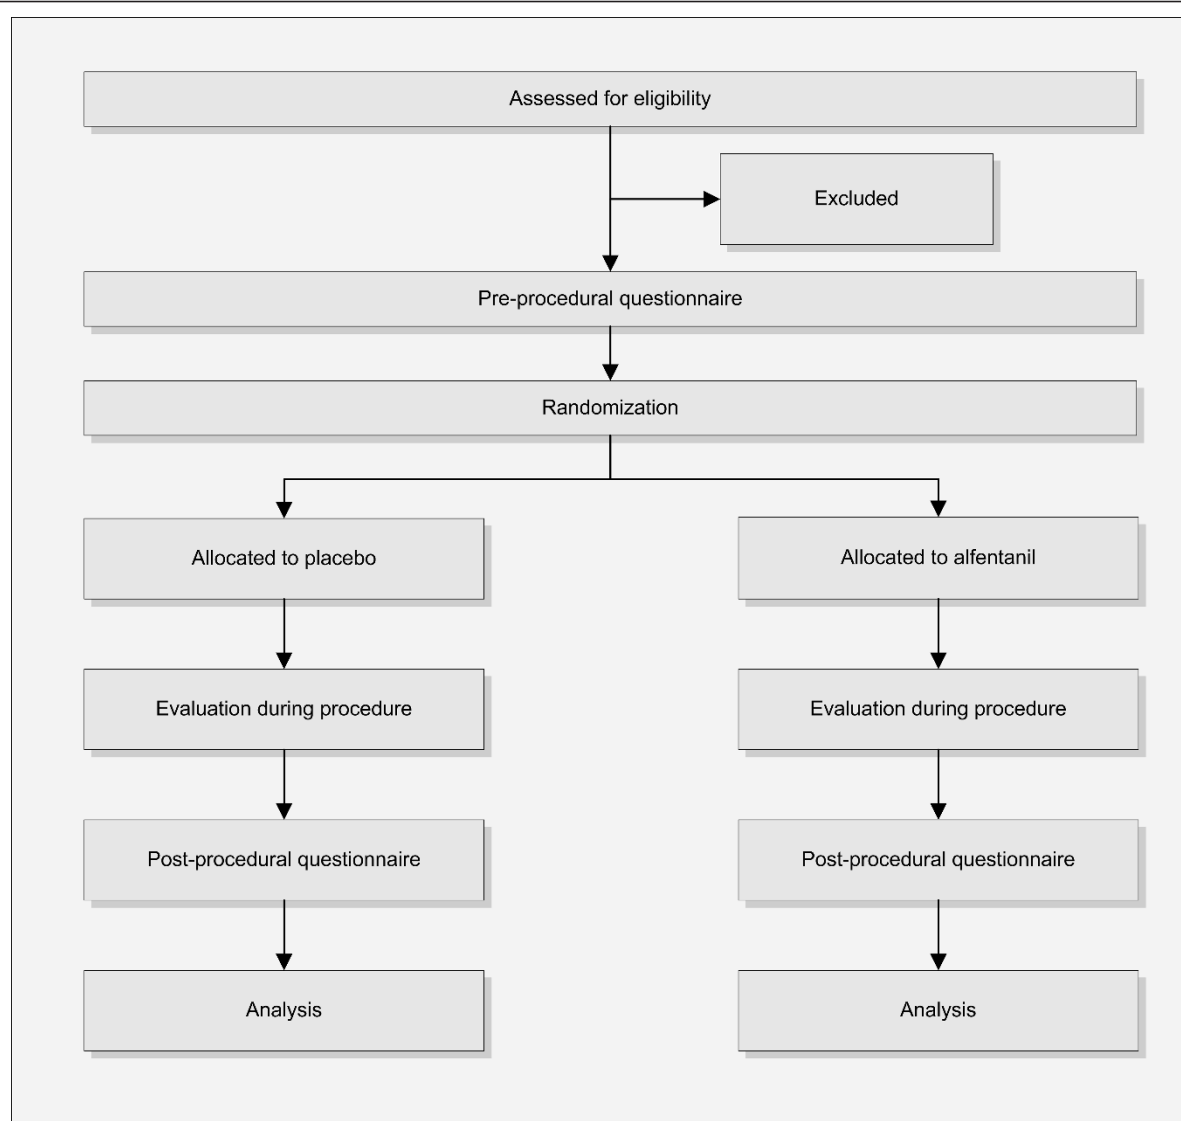 Assessed for eligibility
Excluded
Pre-procedural questionnaire
Randomization
Allocated to placebo
Allocated to alfentanil
Evaluation during procedure
Evaluation during procedure
Post-procedural questionnaire
Post-procedural questionnaire
Analysis
Analysis